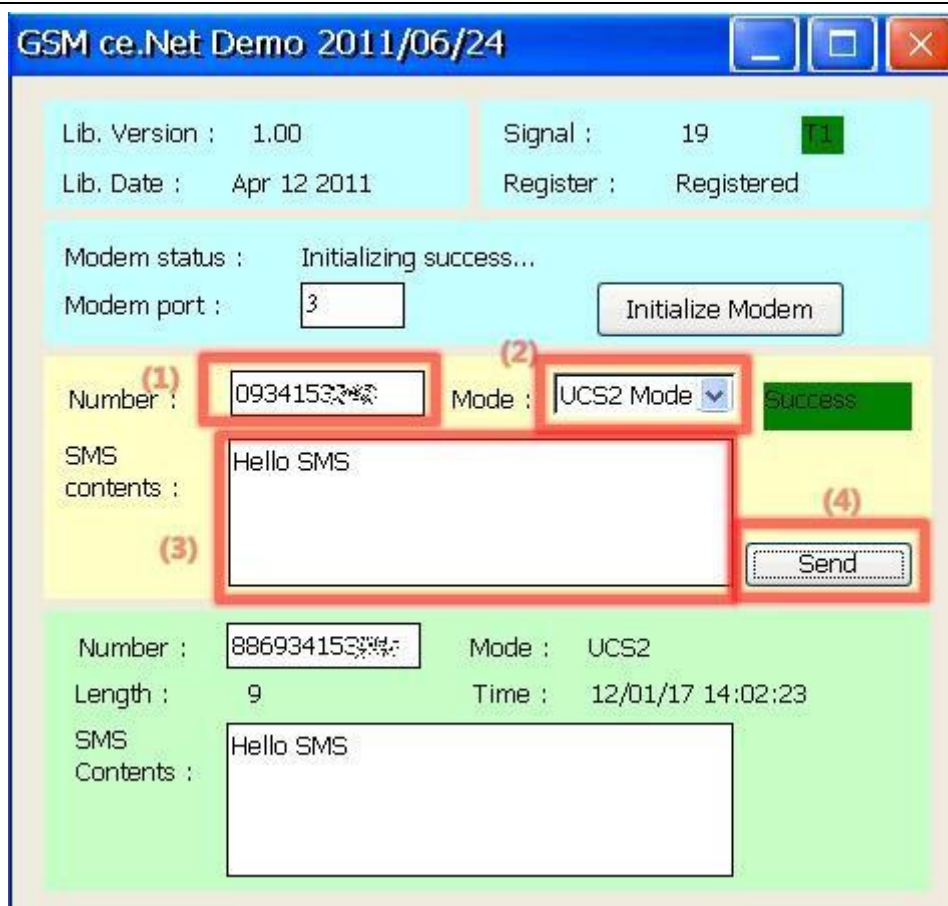 GSM ce.Net Demo 2011/06/24
Lib. Version : 1.00
Lib. Date : Apr 12 2011
Signal : 19 T1
Register : Registered
Modem status : Initializing success...
Modem port : 3 Initialize Modem
(1) (2)
Number : Mode : UCS2 Mode Success
SMS contents : Hello SMS
(3) (4)
Send
Number : Mode : UCS2
Length : 9 Time : 12/01/17 14:02:23
SMS Contents : Hello SMS